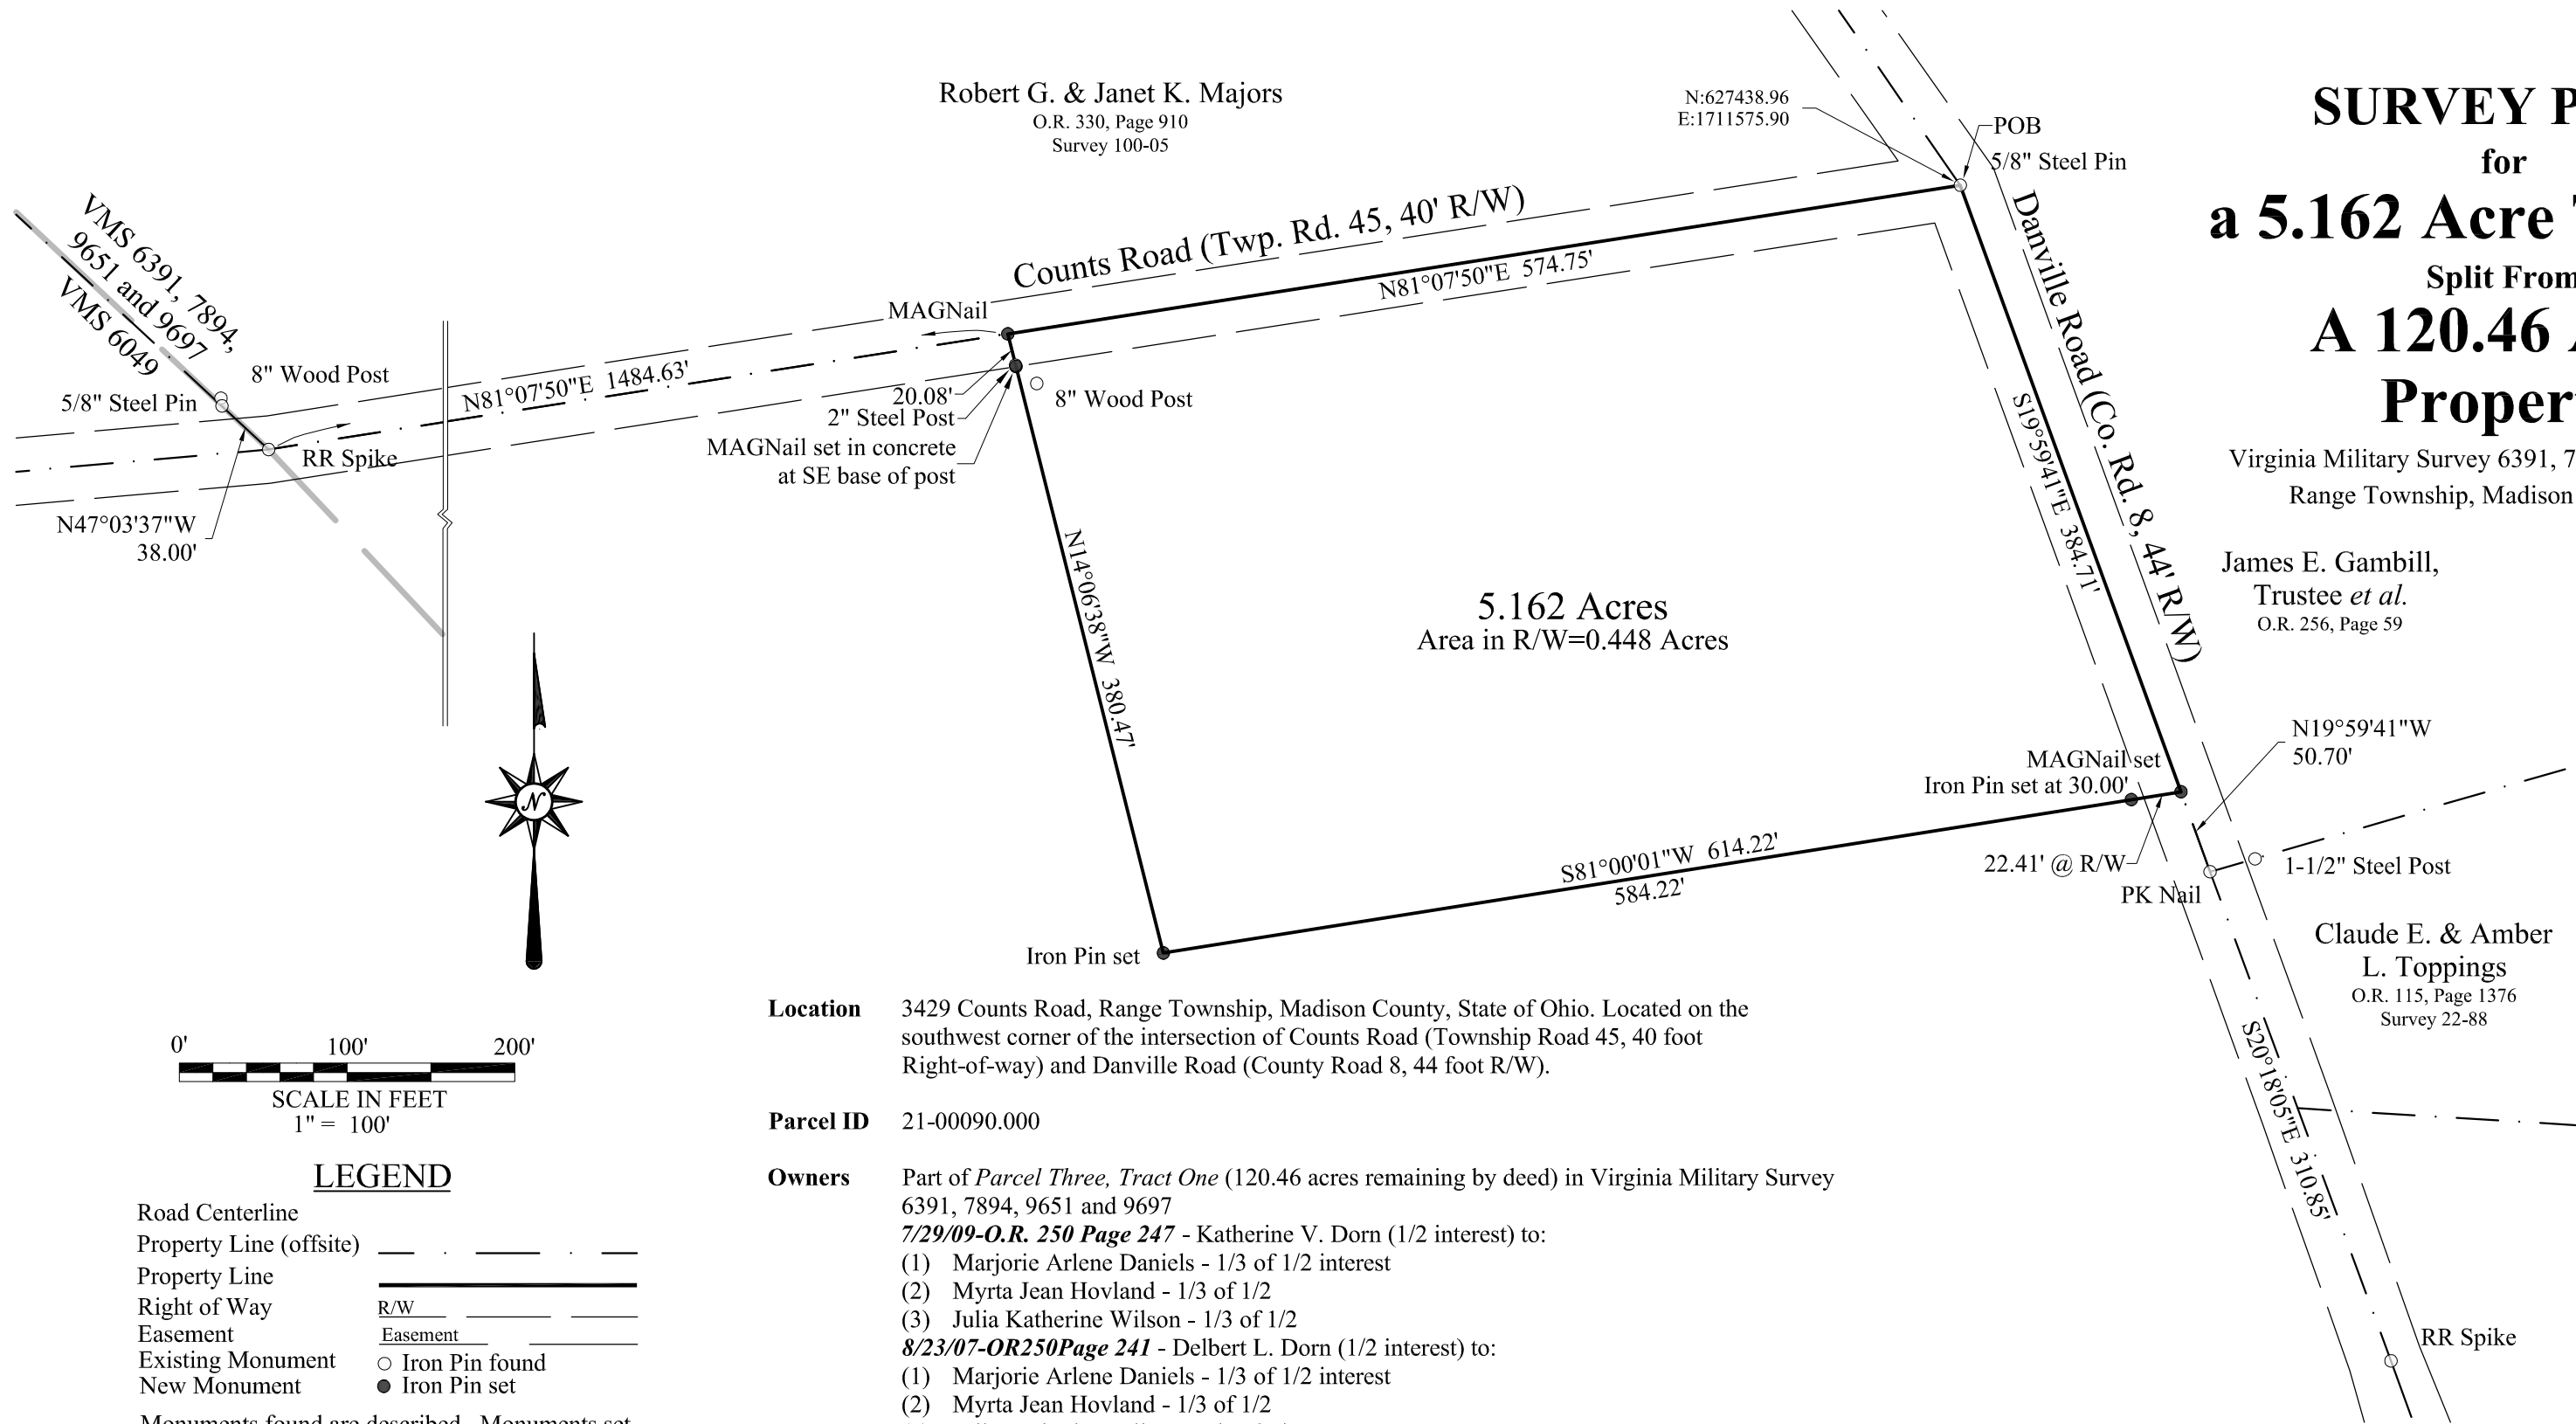 Robert G. & Janet K. Majors
O.R. 330, Page 910
Survey 100-05
N:627438.96
E:1711575.90
POB
5/8" Steel Pin
SURVEY
for
a 5.162 Acre
Split From
A 120.46
Virginia Military Survey 6391,
Range Township, Madison
James E. Gambill,
Trustee et al.
O.R. 256, Page 59
VMS 6391, 7894,
9651 and 9697
VMS 6049
8" Wood Post
5/8" Steel Pin
RR Spike
N47°03'37"W
38.00'
N81°07'50"E 1484.63'
Counts Road (Twp. Rd. 45, 40' R/W)
N81°07'50"E 574.75'
MAGNail
20.08'
2" Steel Post
8" Wood Post
MAGNail set in concrete
at SE base of post
Danville Road (Co. Rd. 8, 44' R/W)
S19°59'41"E 384.71'
N14°06'38"W 380.47'
5.162 Acres
Area in R/W=0.448 Acres
MAGNail set
Iron Pin set at 30.00'
N19°59'41"W
50.70'
S81°00'01"W 614.22'
584.22'
22.41' @ R/W
PK Nail
1-1/2" Steel Post
Iron Pin set
Claude E. & Amber
L. Toppings
O.R. 115, Page 1376
Survey 22-88
S20°18'05"E 310.85'
RR Spike
N
0' 100' 200'
SCALE IN FEET
1" = 100'
LEGEND
Road Centerline
Property Line (offsite)
Property Line
Right of Way R/W
Easement Easement
Existing Monument Iron Pin found
New Monument Iron Pin set
Monuments found are described. Monuments set
Location 3429 Counts Road, Range Township, Madison County, State of Ohio. Located on the
southwest corner of the intersection of Counts Road (Township Road 45, 40 foot
Right-of-way) and Danville Road (County Road 8, 44 foot R/W).
Parcel ID 21-00090.000
Owners Part of Parcel Three, Tract One (120.46 acres remaining by deed) in Virginia Military Survey
6391, 7894, 9651 and 9697
7/29/09-O.R. 250 Page 247 - Katherine V. Dorn (1/2 interest) to:
(1) Marjorie Arlene Daniels - 1/3 of 1/2 interest
(2) Myrta Jean Hovland - 1/3 of 1/2
(3) Julia Katherine Wilson - 1/3 of 1/2
8/23/07-OR250Page 241 - Delbert L. Dorn (1/2 interest) to:
(1) Marjorie Arlene Daniels - 1/3 of 1/2 interest
(2) Myrta Jean Hovland - 1/3 of 1/2